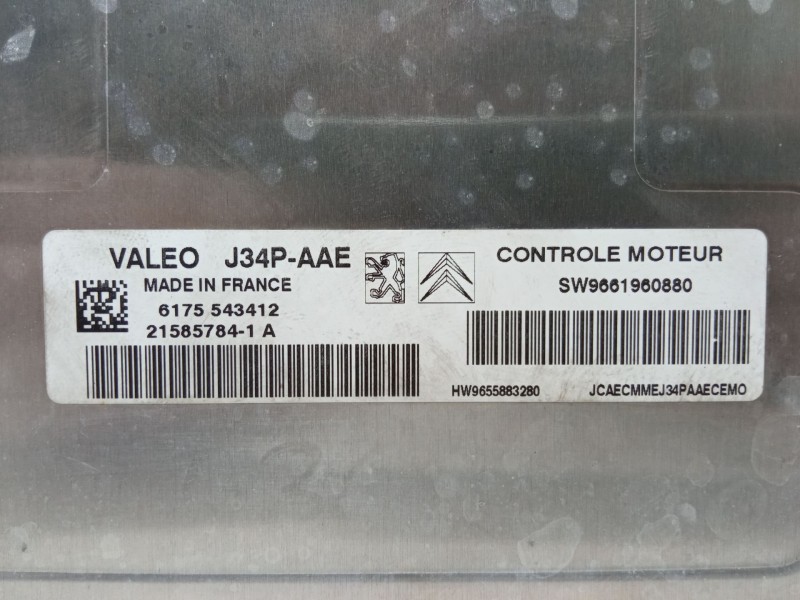 VALEO J34P-AAE
MADE IN FRANCE
6175 543412
21585784-1 A
CONTROLE MOTEUR
SW9661960880
HW9655883280 JCAECMMEJ34PAAECEMO